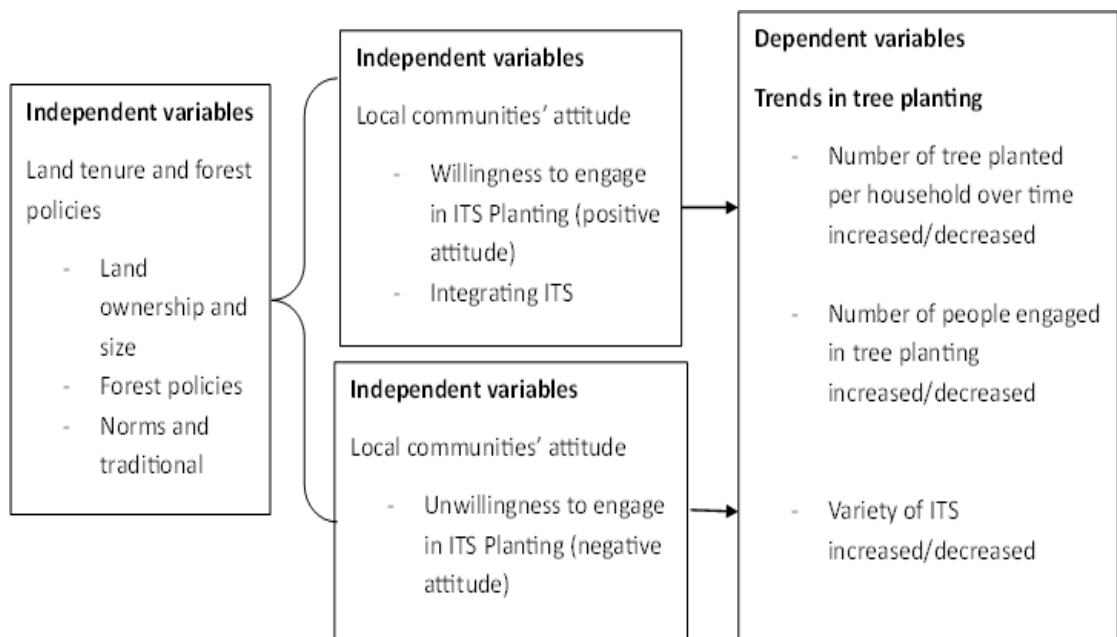 Independent variables
Land tenure and forest
policies
- Land
ownership and
size
- Forest policies
- Norms and
traditional
Independent variables
Local communities’ attitude
- Willingness to engage
in ITS Planting (positive
attitude)
- Integrating ITS
Independent variables
Local communities’ attitude
- Unwillingness to engage
in ITS Planting (negative
attitude)
Dependent variables
Trends in tree planting
- Number of tree planted
per household over time
increased/decreased
- Number of people engaged
in tree planting
increased/decreased
- Variety of ITS
increased/decreased